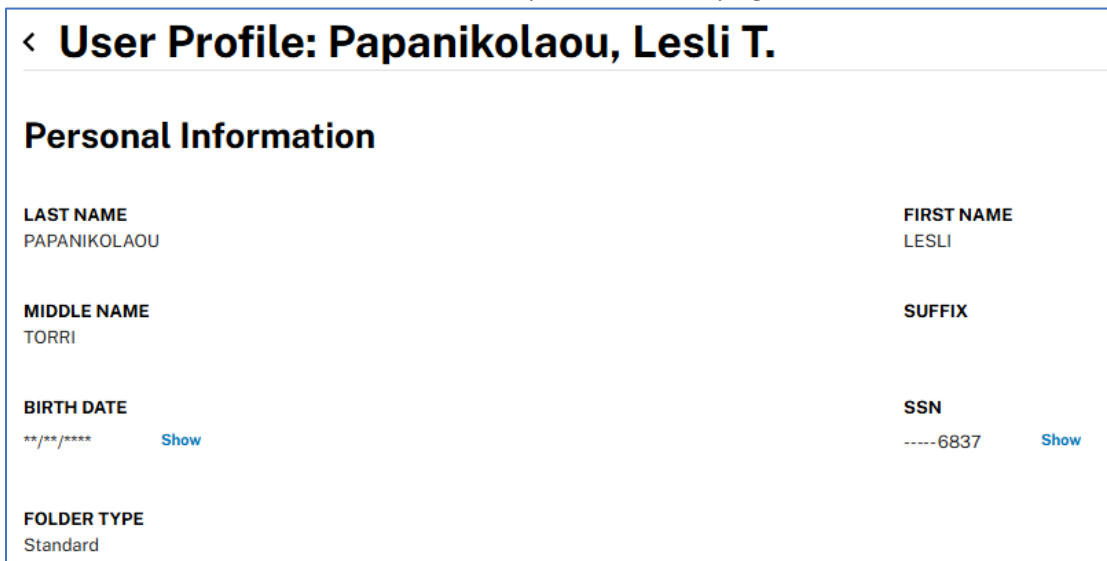 < User Profile: Papanikolaou, Lesli T.
Personal Information
LAST NAME FIRST NAME
PAPANIKOLAOU LESLI
MIDDLE NAME SUFFIX
TORRI
BIRTH DATE SSN
**/**/**** Show -----6837 Show
FOLDER TYPE
Standard